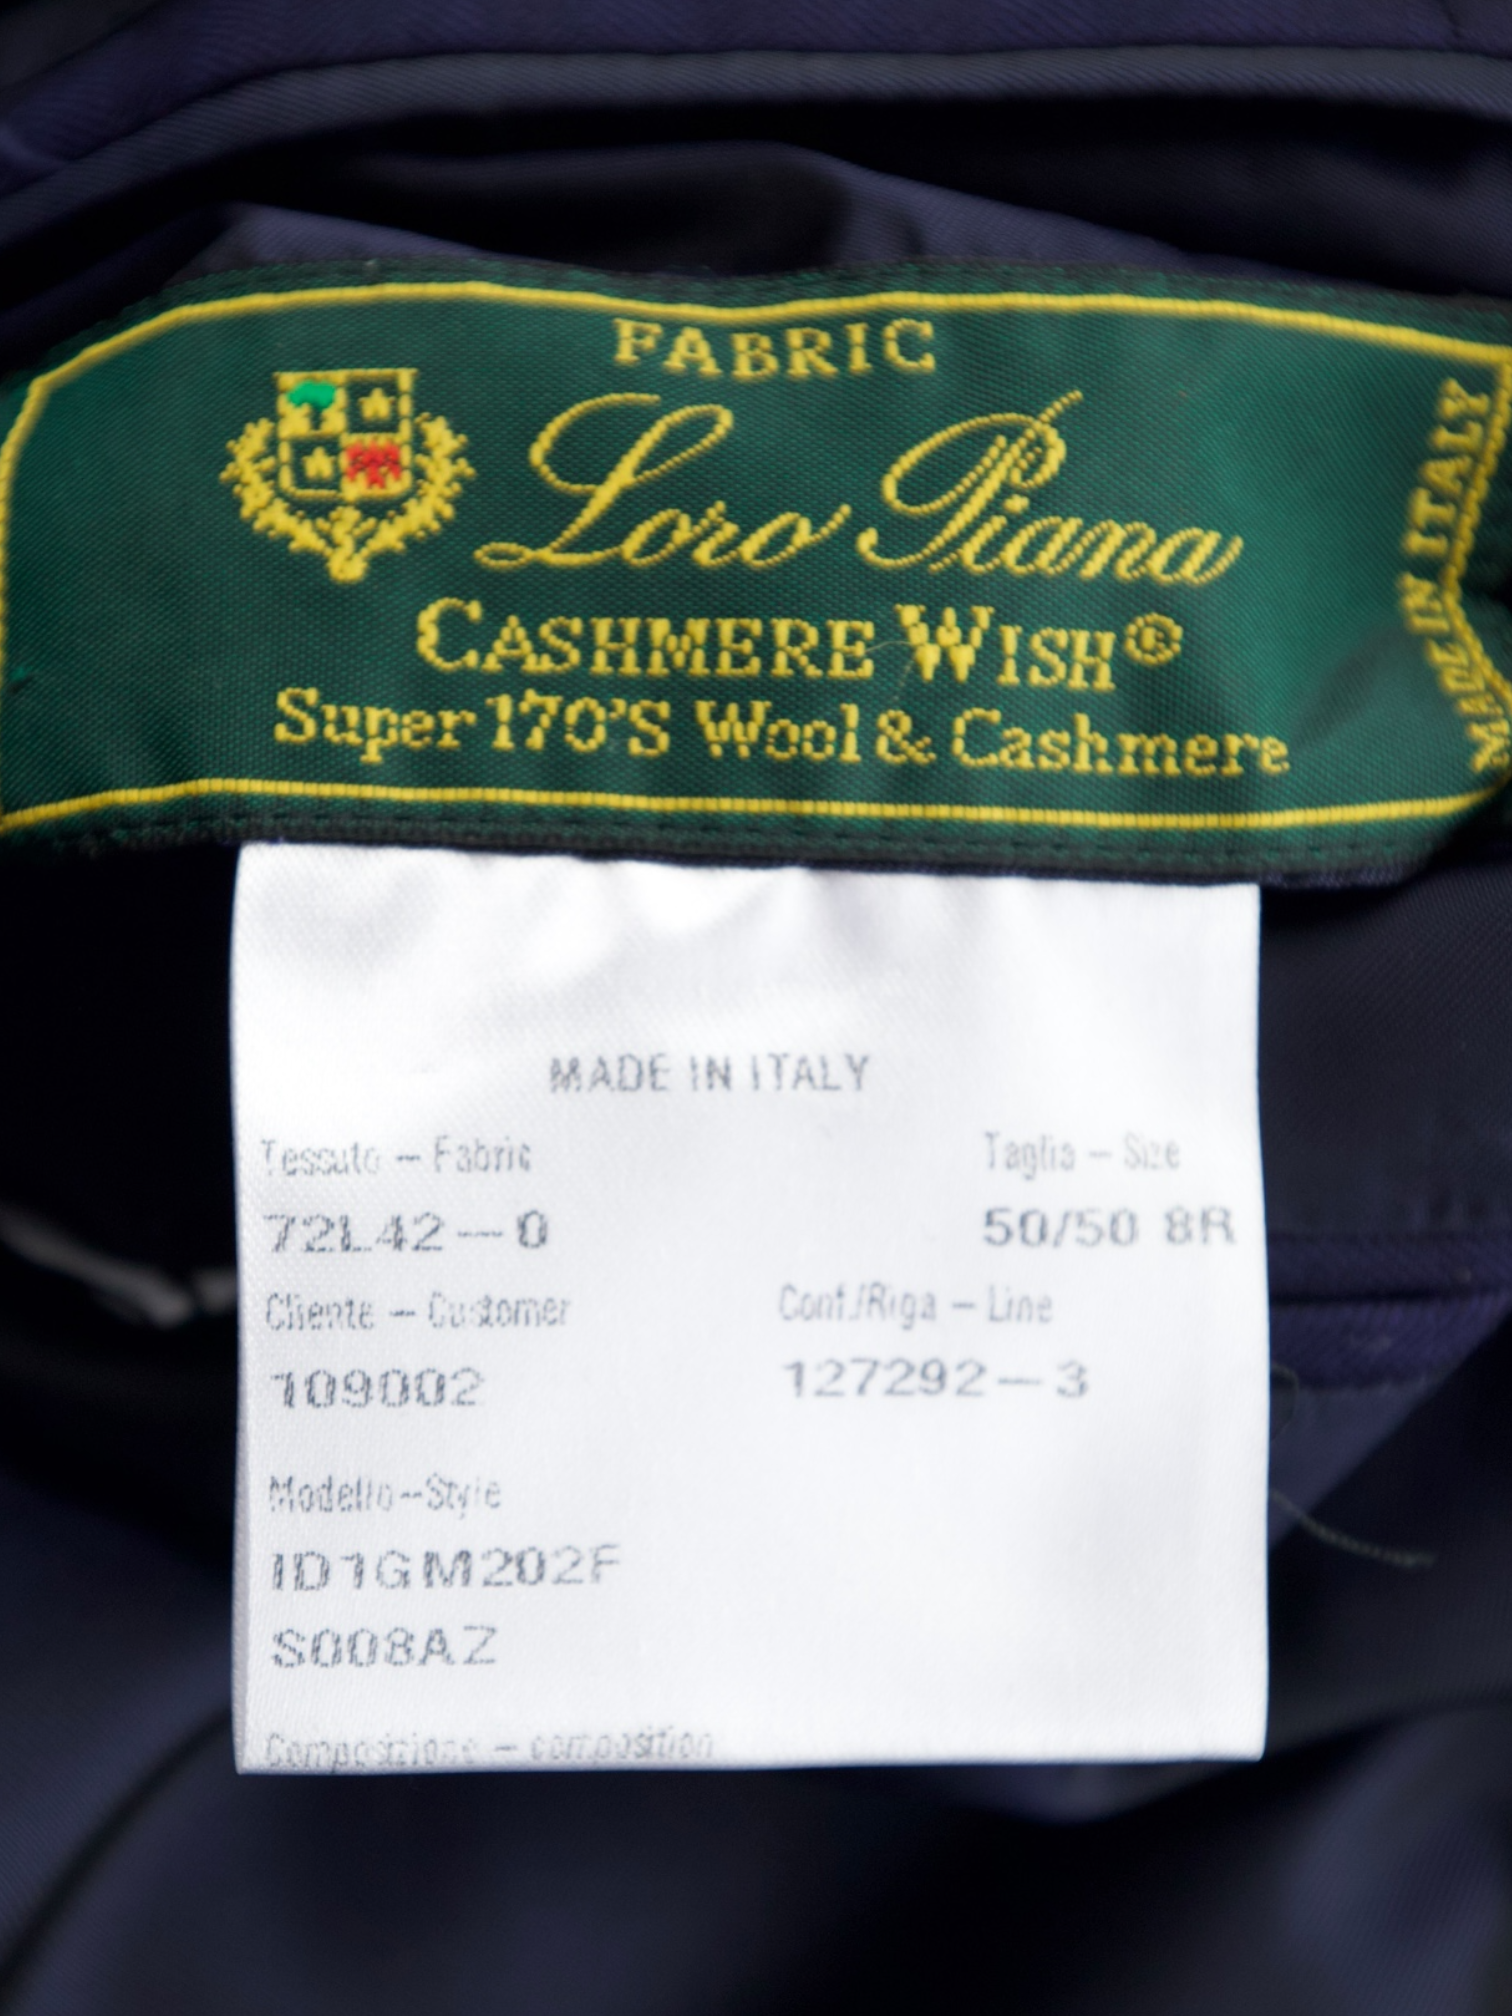 FABRIC
Loro Piana
CASHMERE WISH®
Super 170'S Wool & Cashmere
MADE IN ITALY
MADE IN ITALY
Tessuto – Fabric
Taglia – Size
72L42 – 0
50/50 8R
Cliente – Customer
Conf./Riga – Line
109002
127292 – 3
Modello–Style
ID1GM202F
S008AZ
Composizione – composition